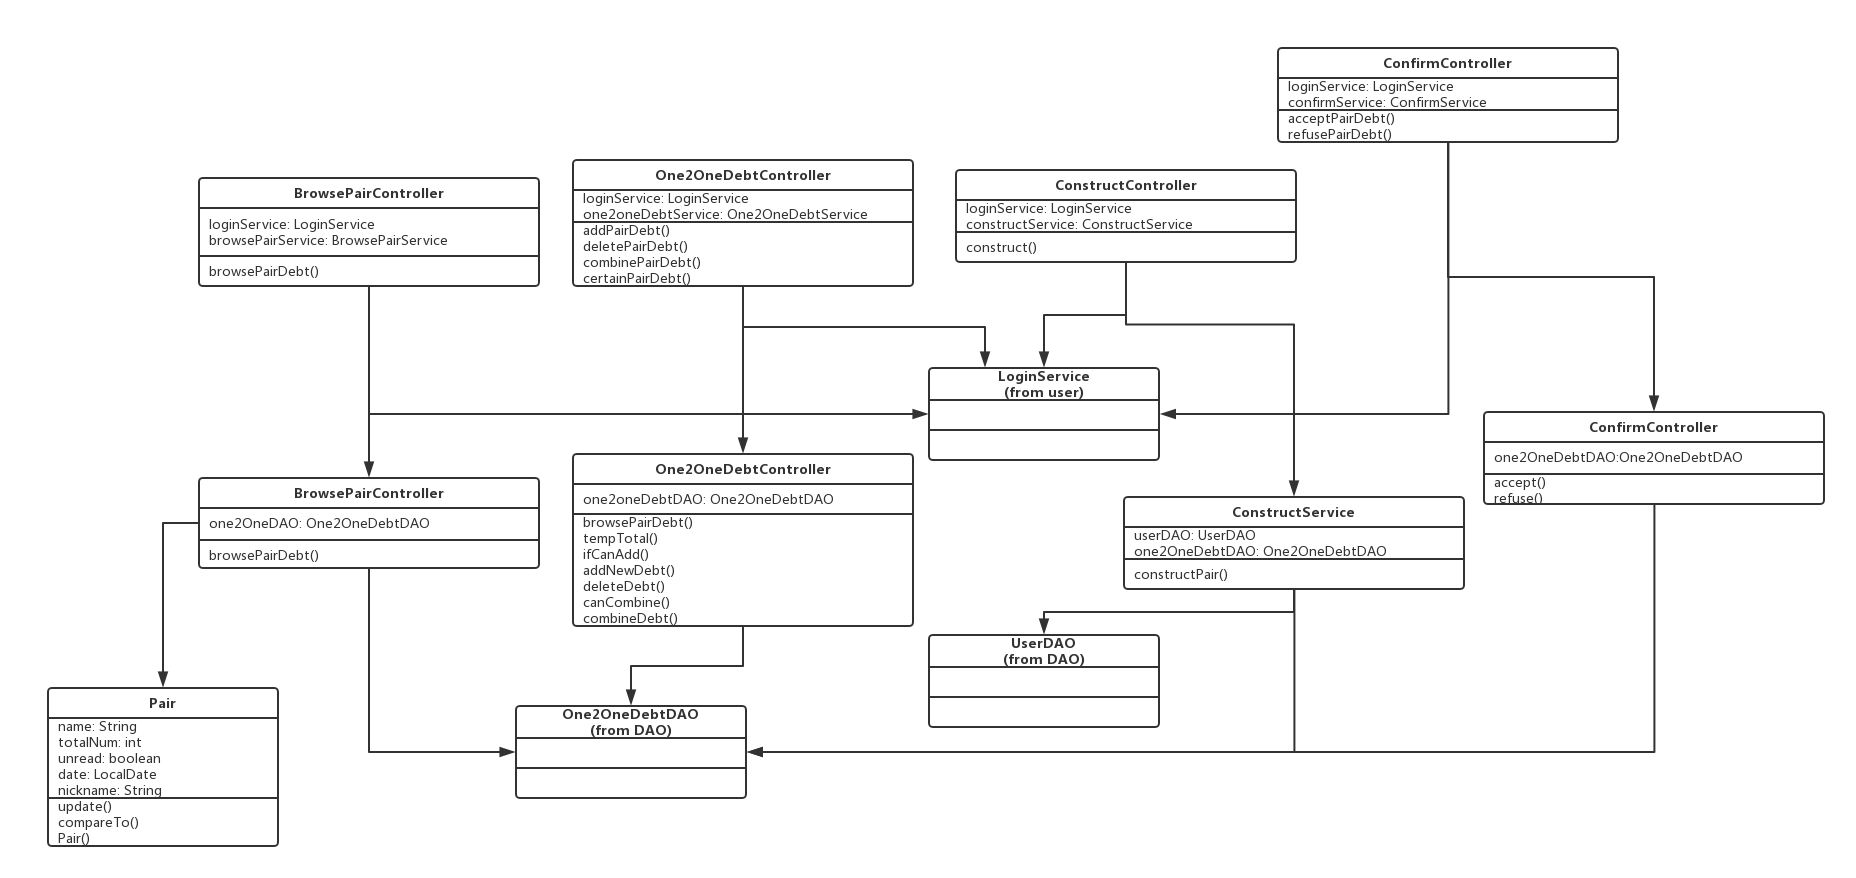 ConfirmController
loginService: LoginService
confirmService: ConfirmService
acceptPairDebt()
refusePairDebt()
BrowsePairController
loginService: LoginService
browsePairService: BrowsePairService
browsePairDebt()
One2OneDebtController
loginService: LoginService
one2oneDebtService: One2OneDebtService
addPairDebt()
deletePairDebt()
combinePairDebt()
certainPairDebt()
ConstructController
loginService: LoginService
constructService: ConstructService
construct()
LoginService
(from user)
ConfirmController
one2OneDebtDAO:One2OneDebtDAO
accept()
refuse()
BrowsePairController
one2OneDAO: One2OneDebtDAO
browsePairDebt()
One2OneDebtController
one2oneDebtDAO: One2OneDebtDAO
browsePairDebt()
tempTotal()
ifCanAdd()
addNewDebt()
deleteDebt()
canCombine()
combineDebt()
ConstructService
userDAO: UserDAO
one2OneDebtDAO: One2OneDebtDAO
constructPair()
UserDAO
(from DAO)
Pair
name: String
totalNum: int
unread: boolean
date: LocalDate
nickname: String
update()
compareTo()
Pair()
One2OneDebtDAO
(from DAO)